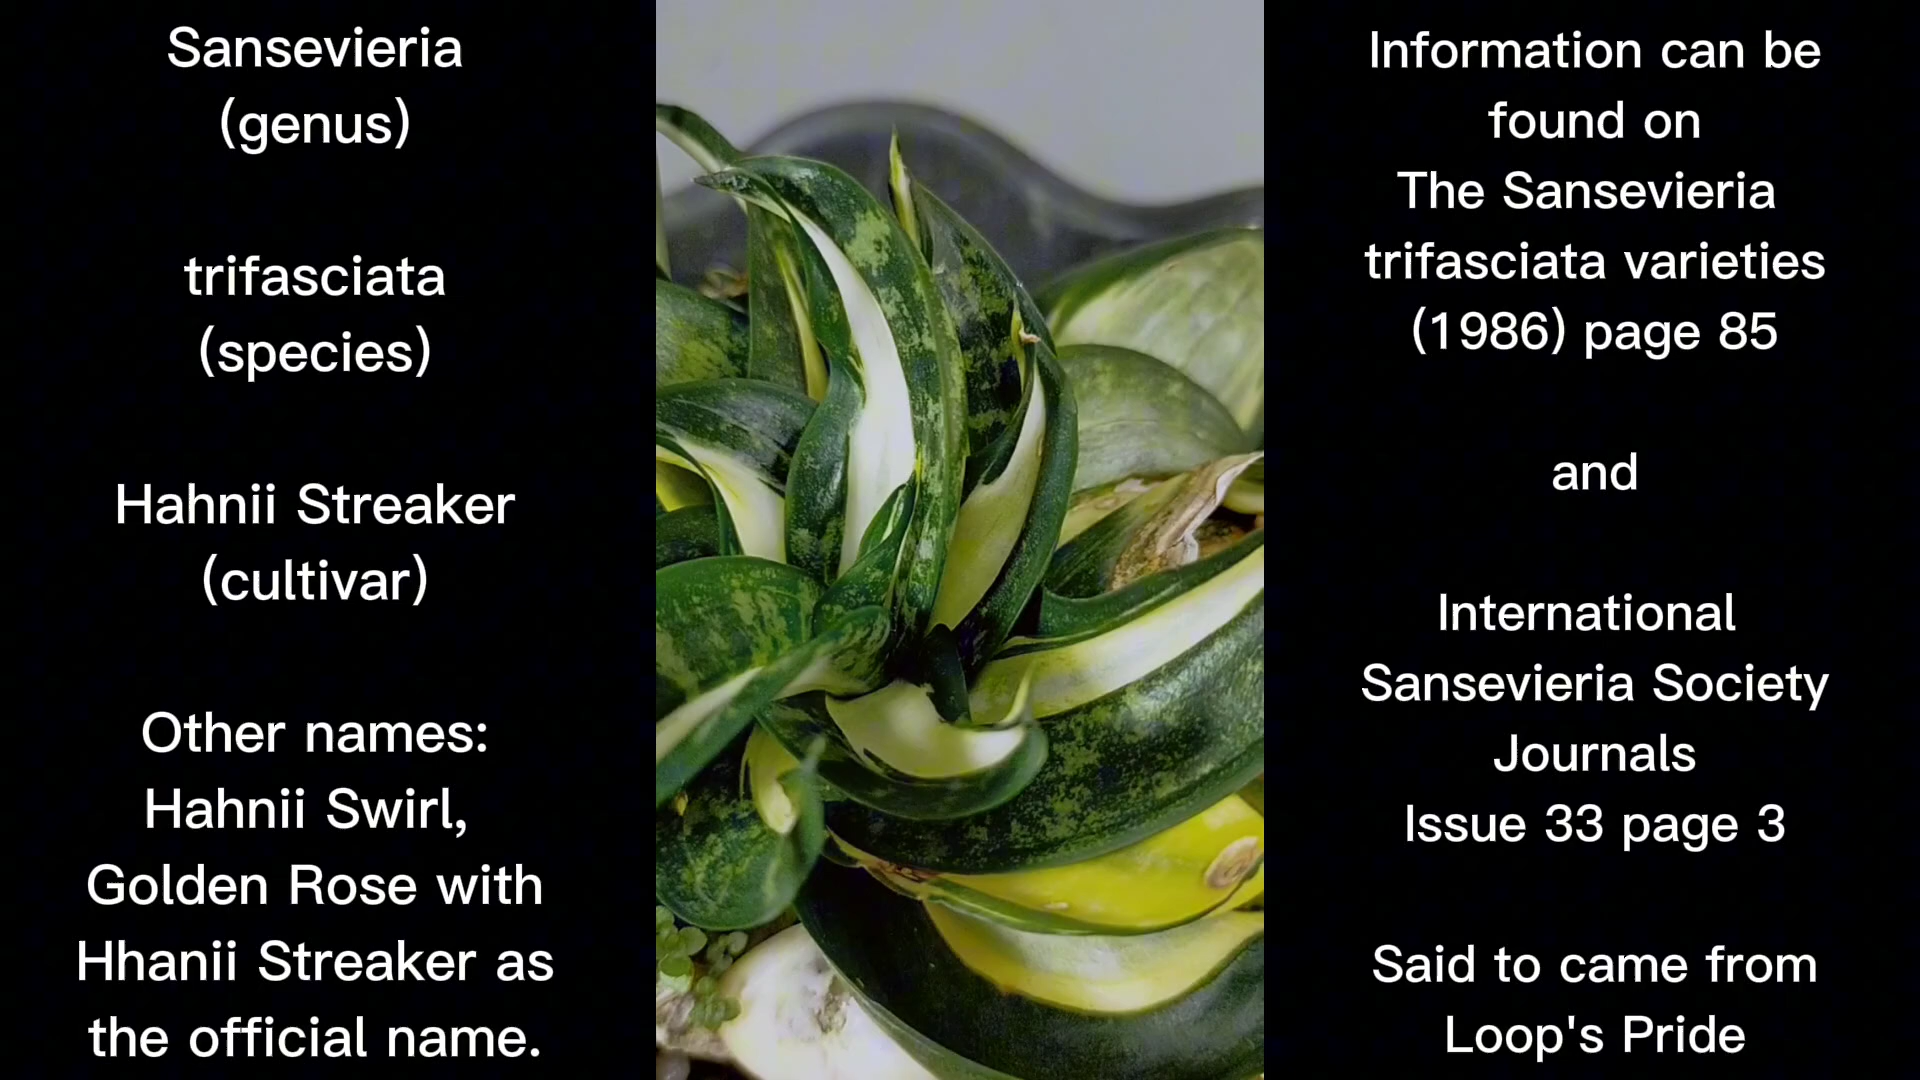 Sansevieria
(genus)
trifasciata
(species)
Hahnii Streaker
(cultivar)
Other names:
Hahnii Swirl,
Golden Rose with
Hhanii Streaker as
the official name.
Information can be
found on
The Sansevieria
trifasciata varieties
(1986) page 85
and
International
Sansevieria Society
Journals
Issue 33 page 3
Said to came from
Loop's Pride